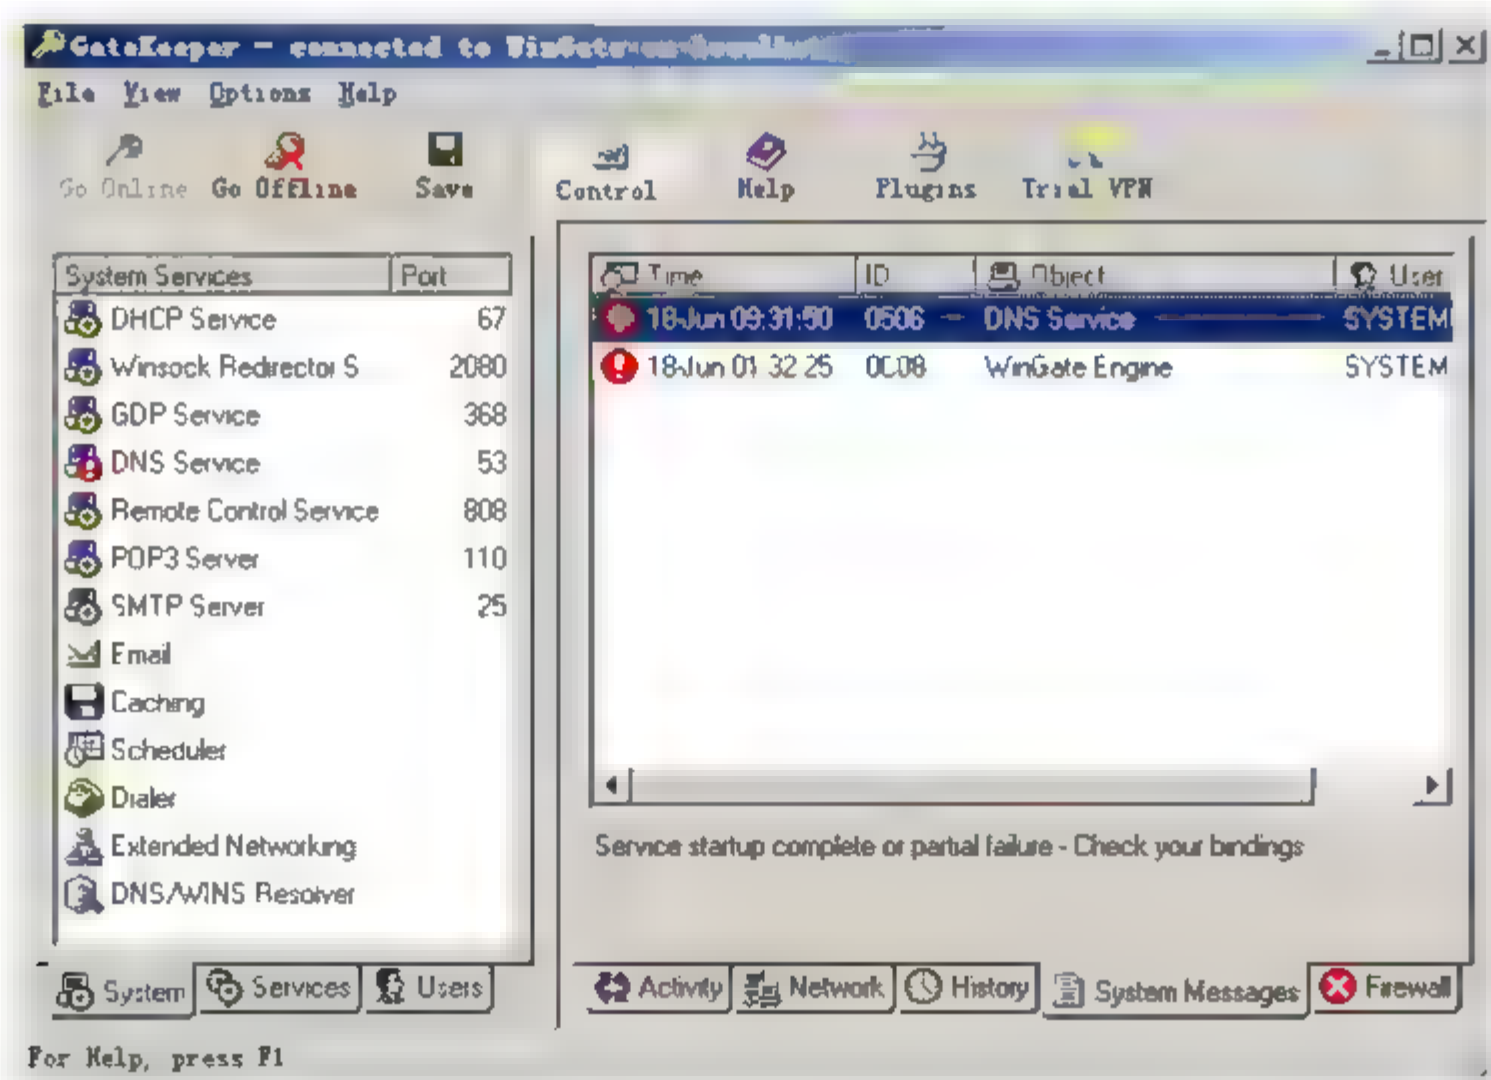 GateKeeper - connected to WinGate
File View Options Help
Go Online Go Offline Save Control Help Plugins Trial VPN
System Services Port
DHCP Service 67
Winsock Redirector S 2080
GDP Service 368
DNS Service 53
Remote Control Service 808
POP3 Server 110
SMTP Server 25
Email
Caching
Scheduler
Dialer
Extended Networking
DNS/WINS Resolver
System Services Users
Time ID Object User
18-Jun 09:31:50 0506 DNS Service SYSTEM
18-Jun 01:32:25 0008 WinGate Engine SYSTEM
Service startup complete or partial failure - Check your bindings
Activity Network History System Messages Firewall
For Help, press F1